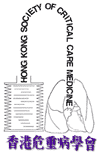 HONG KONG SOCIETY OF CRITICAL CARE MEDICINE
香港危重病學會